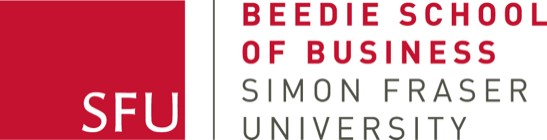 SFU
BEEDIE SCHOOL
OF BUSINESS
SIMON FRASER
UNIVERSITY